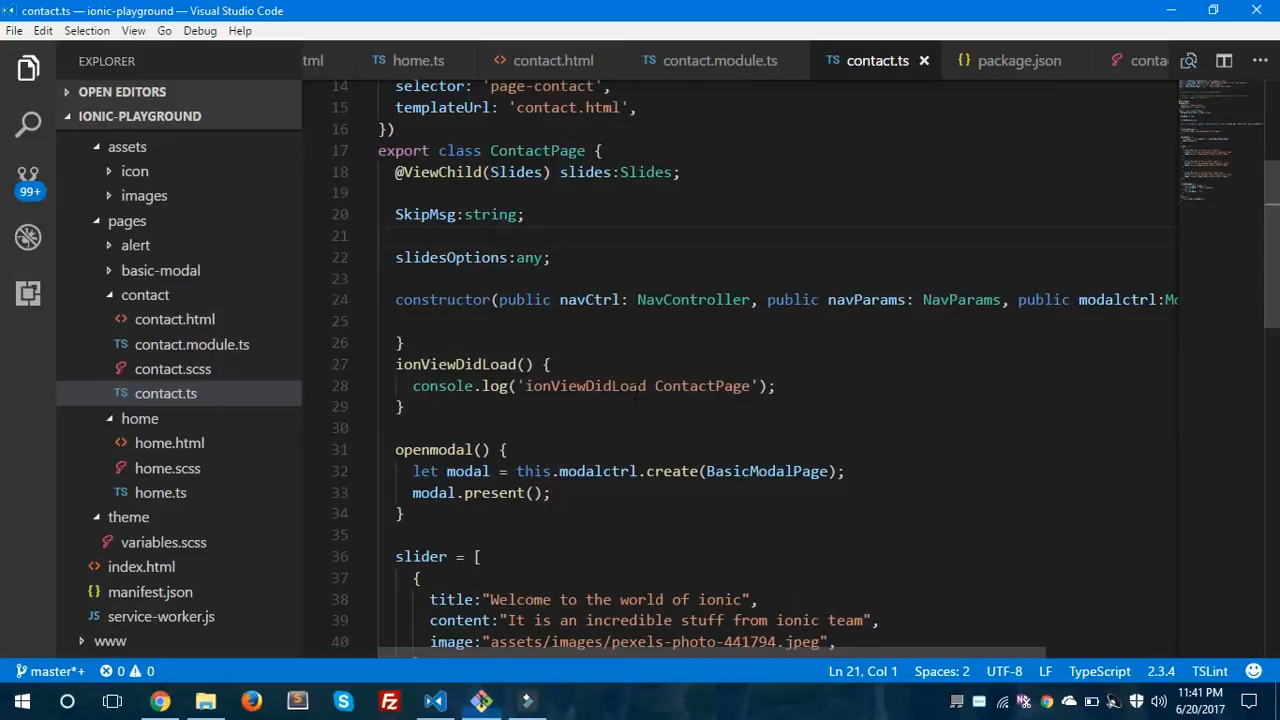 contact.ts — ionic-playground — Visual Studio Code
File Edit Selection View Go Debug Help
EXPLORER
OPEN EDITORS
IONIC-PLAYGROUND
assets
icon
images
pages
alert
basic-modal
contact
contact.html
contact.module.ts
contact.scss
TS contact.ts
home
home.html
home.scss
TS home.ts
theme
variables.scss
index.html
manifest.json
JS service-worker.js
www
99+
tml TS home.ts contact.html TS contact.module.ts TS contact.ts package.json conta
14 selector: 'page-contact',
15 templateUrl: 'contact.html',
16 })
17 export class ContactPage {
18 @ViewChild(Slides) slides:Slides;
19
20 SkipMsg:string;
21
22 slidesOptions:any;
23
24 constructor(public navCtrl: NavController, public navParams: NavParams, public modalctrl:Mo
25
26 }
27 ionViewDidLoad() {
28 console.log('ionViewDidLoad ContactPage');
29 }
30
31 openmodal() {
32 let modal = this.modalctrl.create(BasicModalPage);
33 modal.present();
34 }
35
36 slider = [
37 {
38 title:"Welcome to the world of ionic",
39 content:"It is an incredible stuff from ionic team",
40 image:"assets/images/pexels-photo-441794.jpeg",
master*+ 0 0 Ln 21, Col 1 Spaces: 2 UTF-8 LF TypeScript 2.3.4 TSLint
11:41 PM
6/20/2017